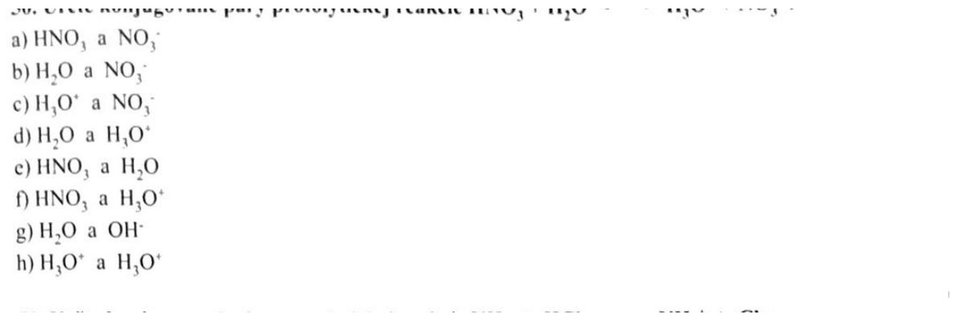 a) HNO₃ a NO₃⁻
b) H₂O a NO₃⁻
c) H₃O⁺ a NO₃⁻
d) H₂O a H₃O⁺
e) HNO₃ a H₂O
f) HNO₃ a H₃O⁺
g) H₂O a OH⁻
h) H₃O⁺ a H₃O⁺